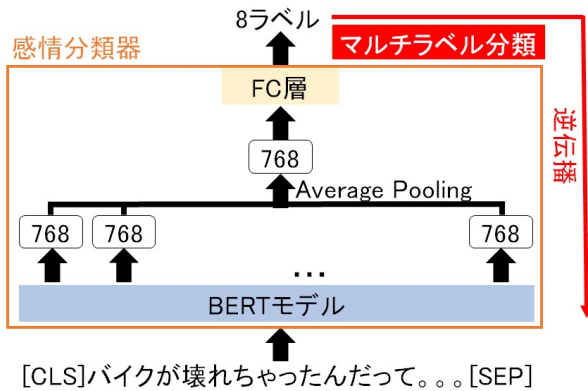 8ラベル
感情分類器
マルチラベル分類
FC層
逆伝播
768
Average Pooling
768 768 768
...
BERTモデル
[CLS]バイクが壊れちゃったんだって。。。[SEP]